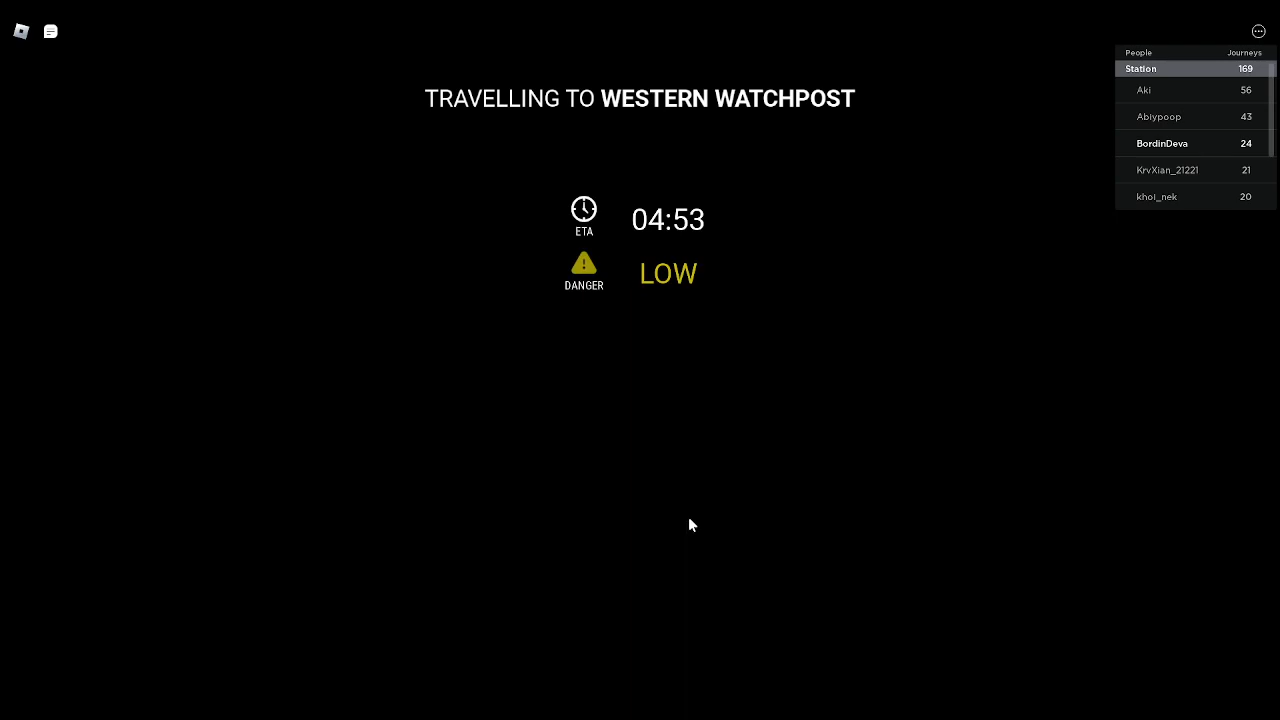 People Journeys
Station 169
Aki 56
Abiypoop 43
BordinDeva 24
KrvXian_21221 21
khoi_nek 20
TRAVELLING TO WESTERN WATCHPOST
ETA 04:53
DANGER LOW